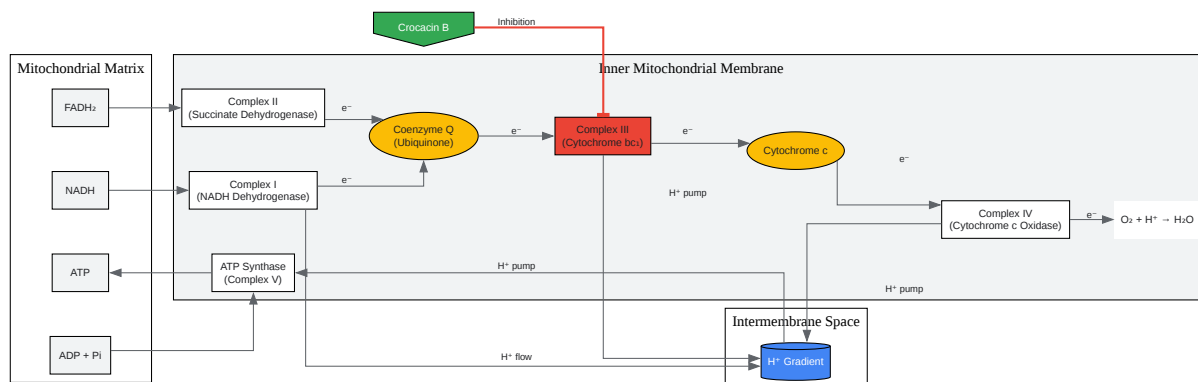 Crocacin B
Inhibition
Mitochondrial Matrix
Inner Mitochondrial Membrane
FADH₂
Complex II
(Succinate Dehydrogenase)
e⁻
Coenzyme Q
(Ubiquinone)
e⁻
Complex III
(Cytochrome bc₁)
e⁻
Cytochrome c
e⁻
NADH
Complex I
(NADH Dehydrogenase)
e⁻
H⁺ pump
Complex IV
(Cytochrome c Oxidase)
e⁻
O₂ + H⁺ → H₂O
ATP
ATP Synthase
(Complex V)
H⁺ pump
H⁺ pump
Intermembrane Space
ADP + Pi
H⁺ flow
H⁺ Gradient